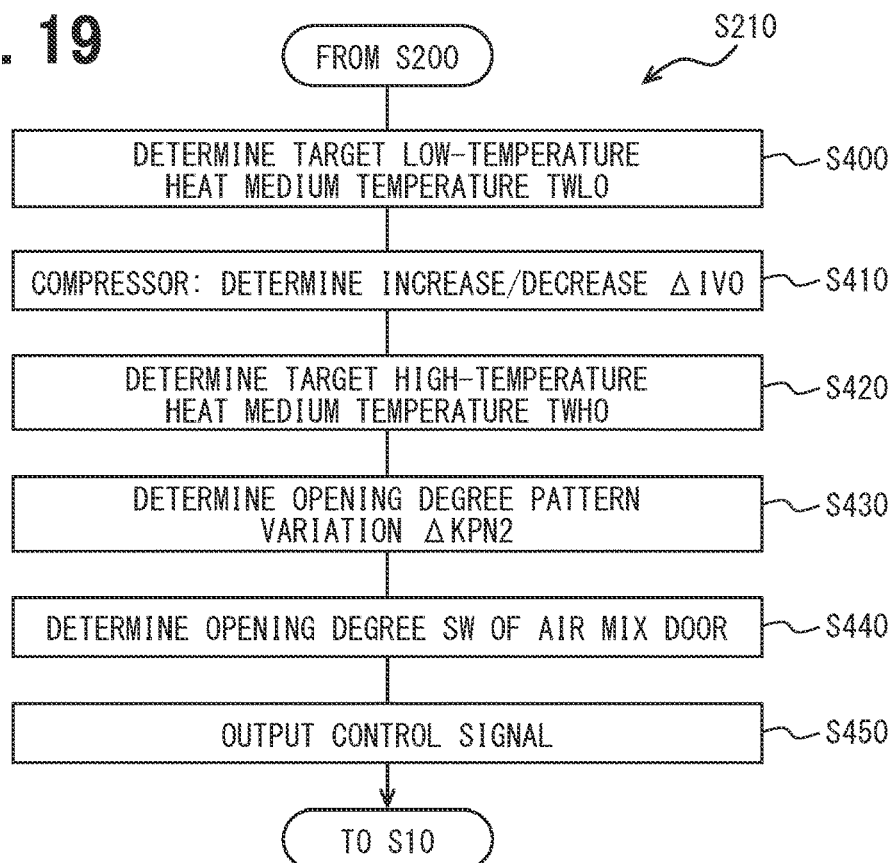 . 19
S210
FROM S200
DETERMINE TARGET LOW-TEMPERATURE
HEAT MEDIUM TEMPERATURE TWLO
S400
COMPRESSOR: DETERMINE INCREASE/DECREASE ΔIVO
S410
DETERMINE TARGET HIGH-TEMPERATURE
HEAT MEDIUM TEMPERATURE TWHO
S420
DETERMINE OPENING DEGREE PATTERN
VARIATION ΔKPN2
S430
DETERMINE OPENING DEGREE SW OF AIR MIX DOOR
S440
OUTPUT CONTROL SIGNAL
S450
TO S10